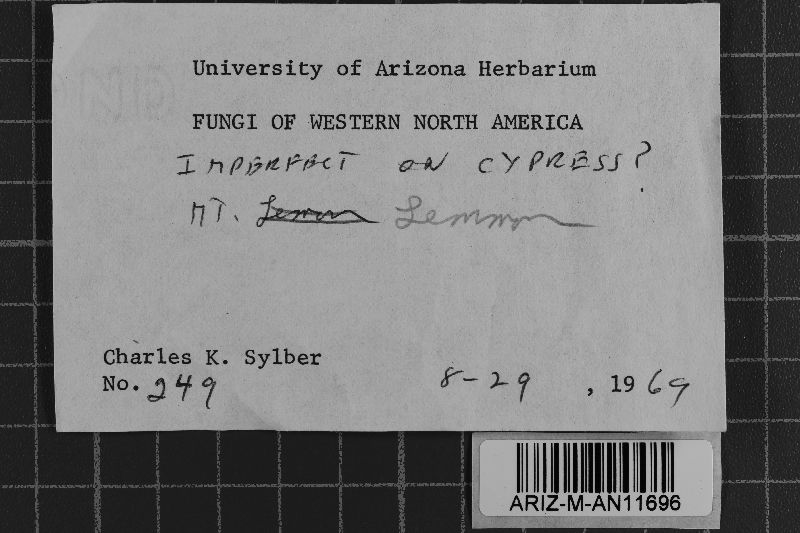 University of Arizona Herbarium
FUNGI OF WESTERN NORTH AMERICA
IMPERFECT ON CYPRESS?
MT. Lemon Lemmon
Charles K. Sylber
No. 249 8-29, 1969
ARIZ-M-AN11696